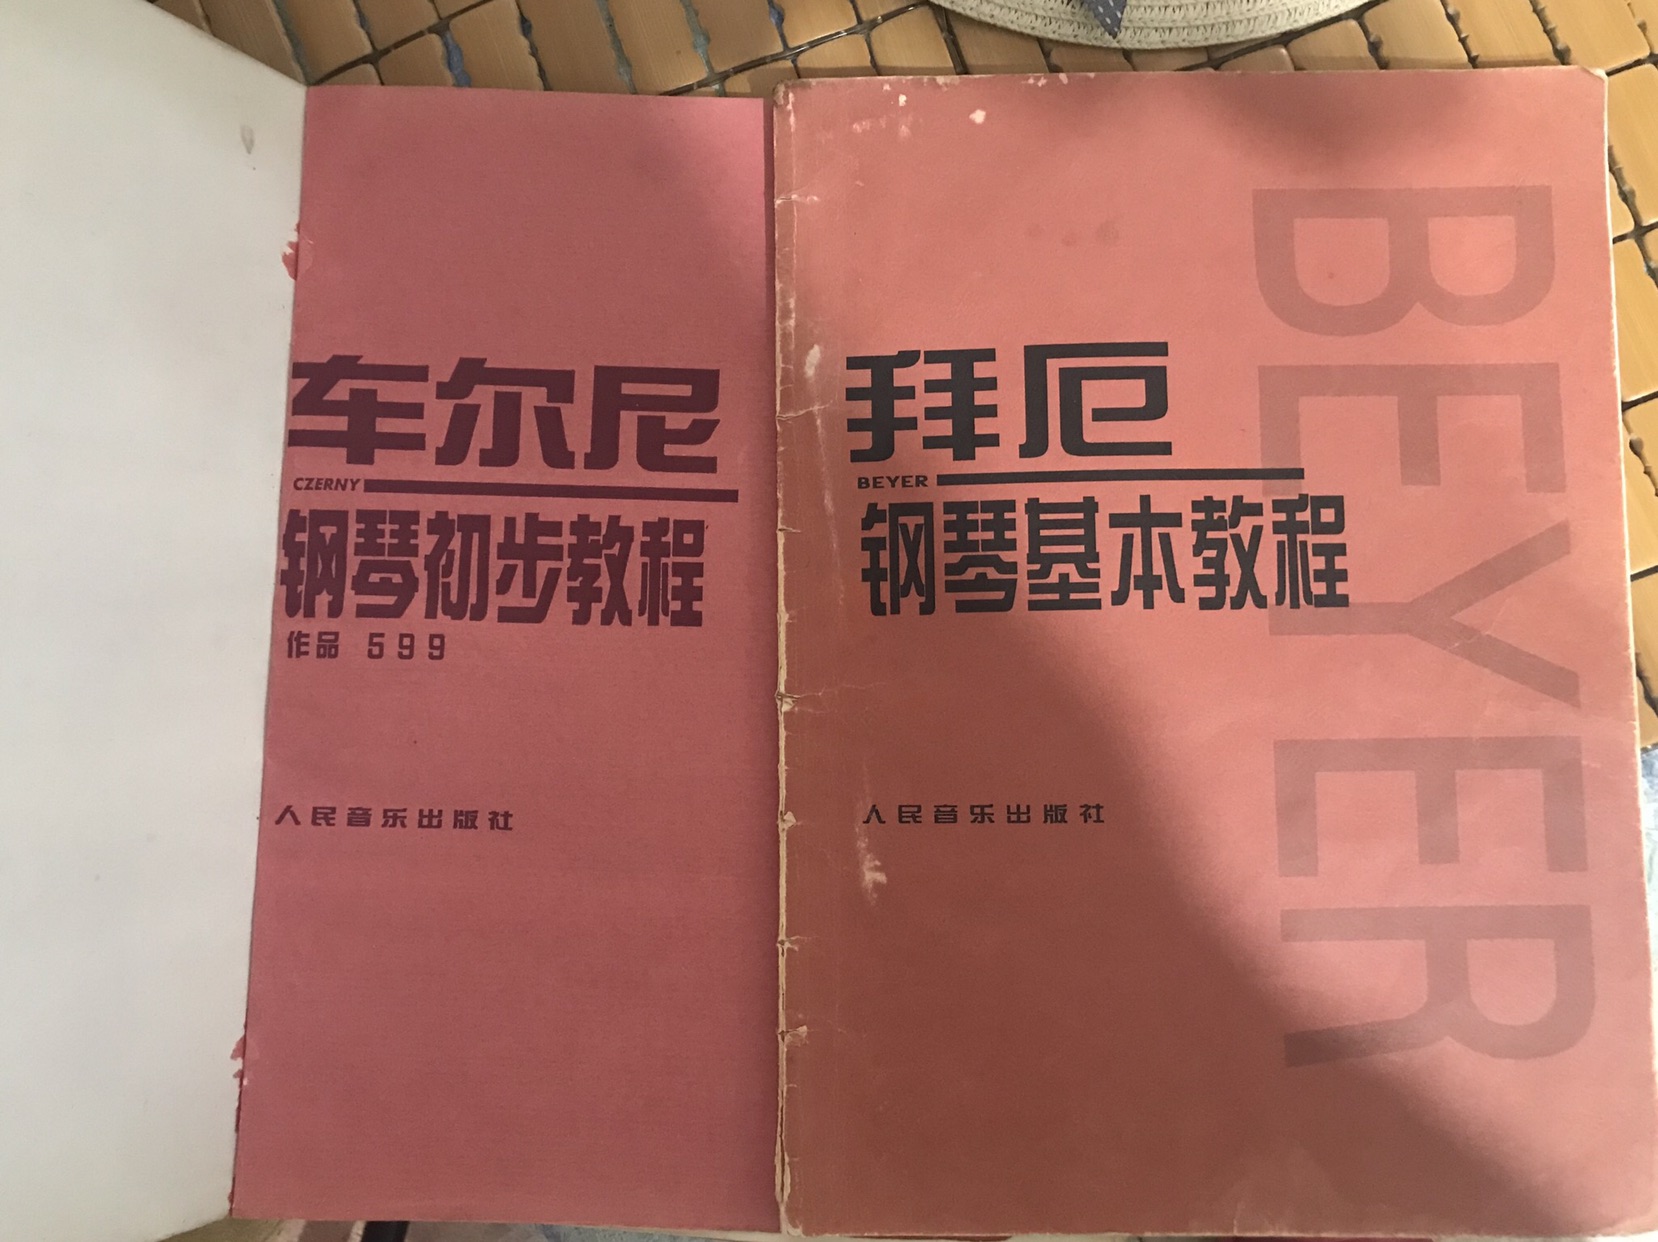 车尔尼
CZERNY
钢琴初步教程
作品 599
人民音乐出版社
拜厄
BEYER
钢琴基本教程
人民音乐出版社
BEYER